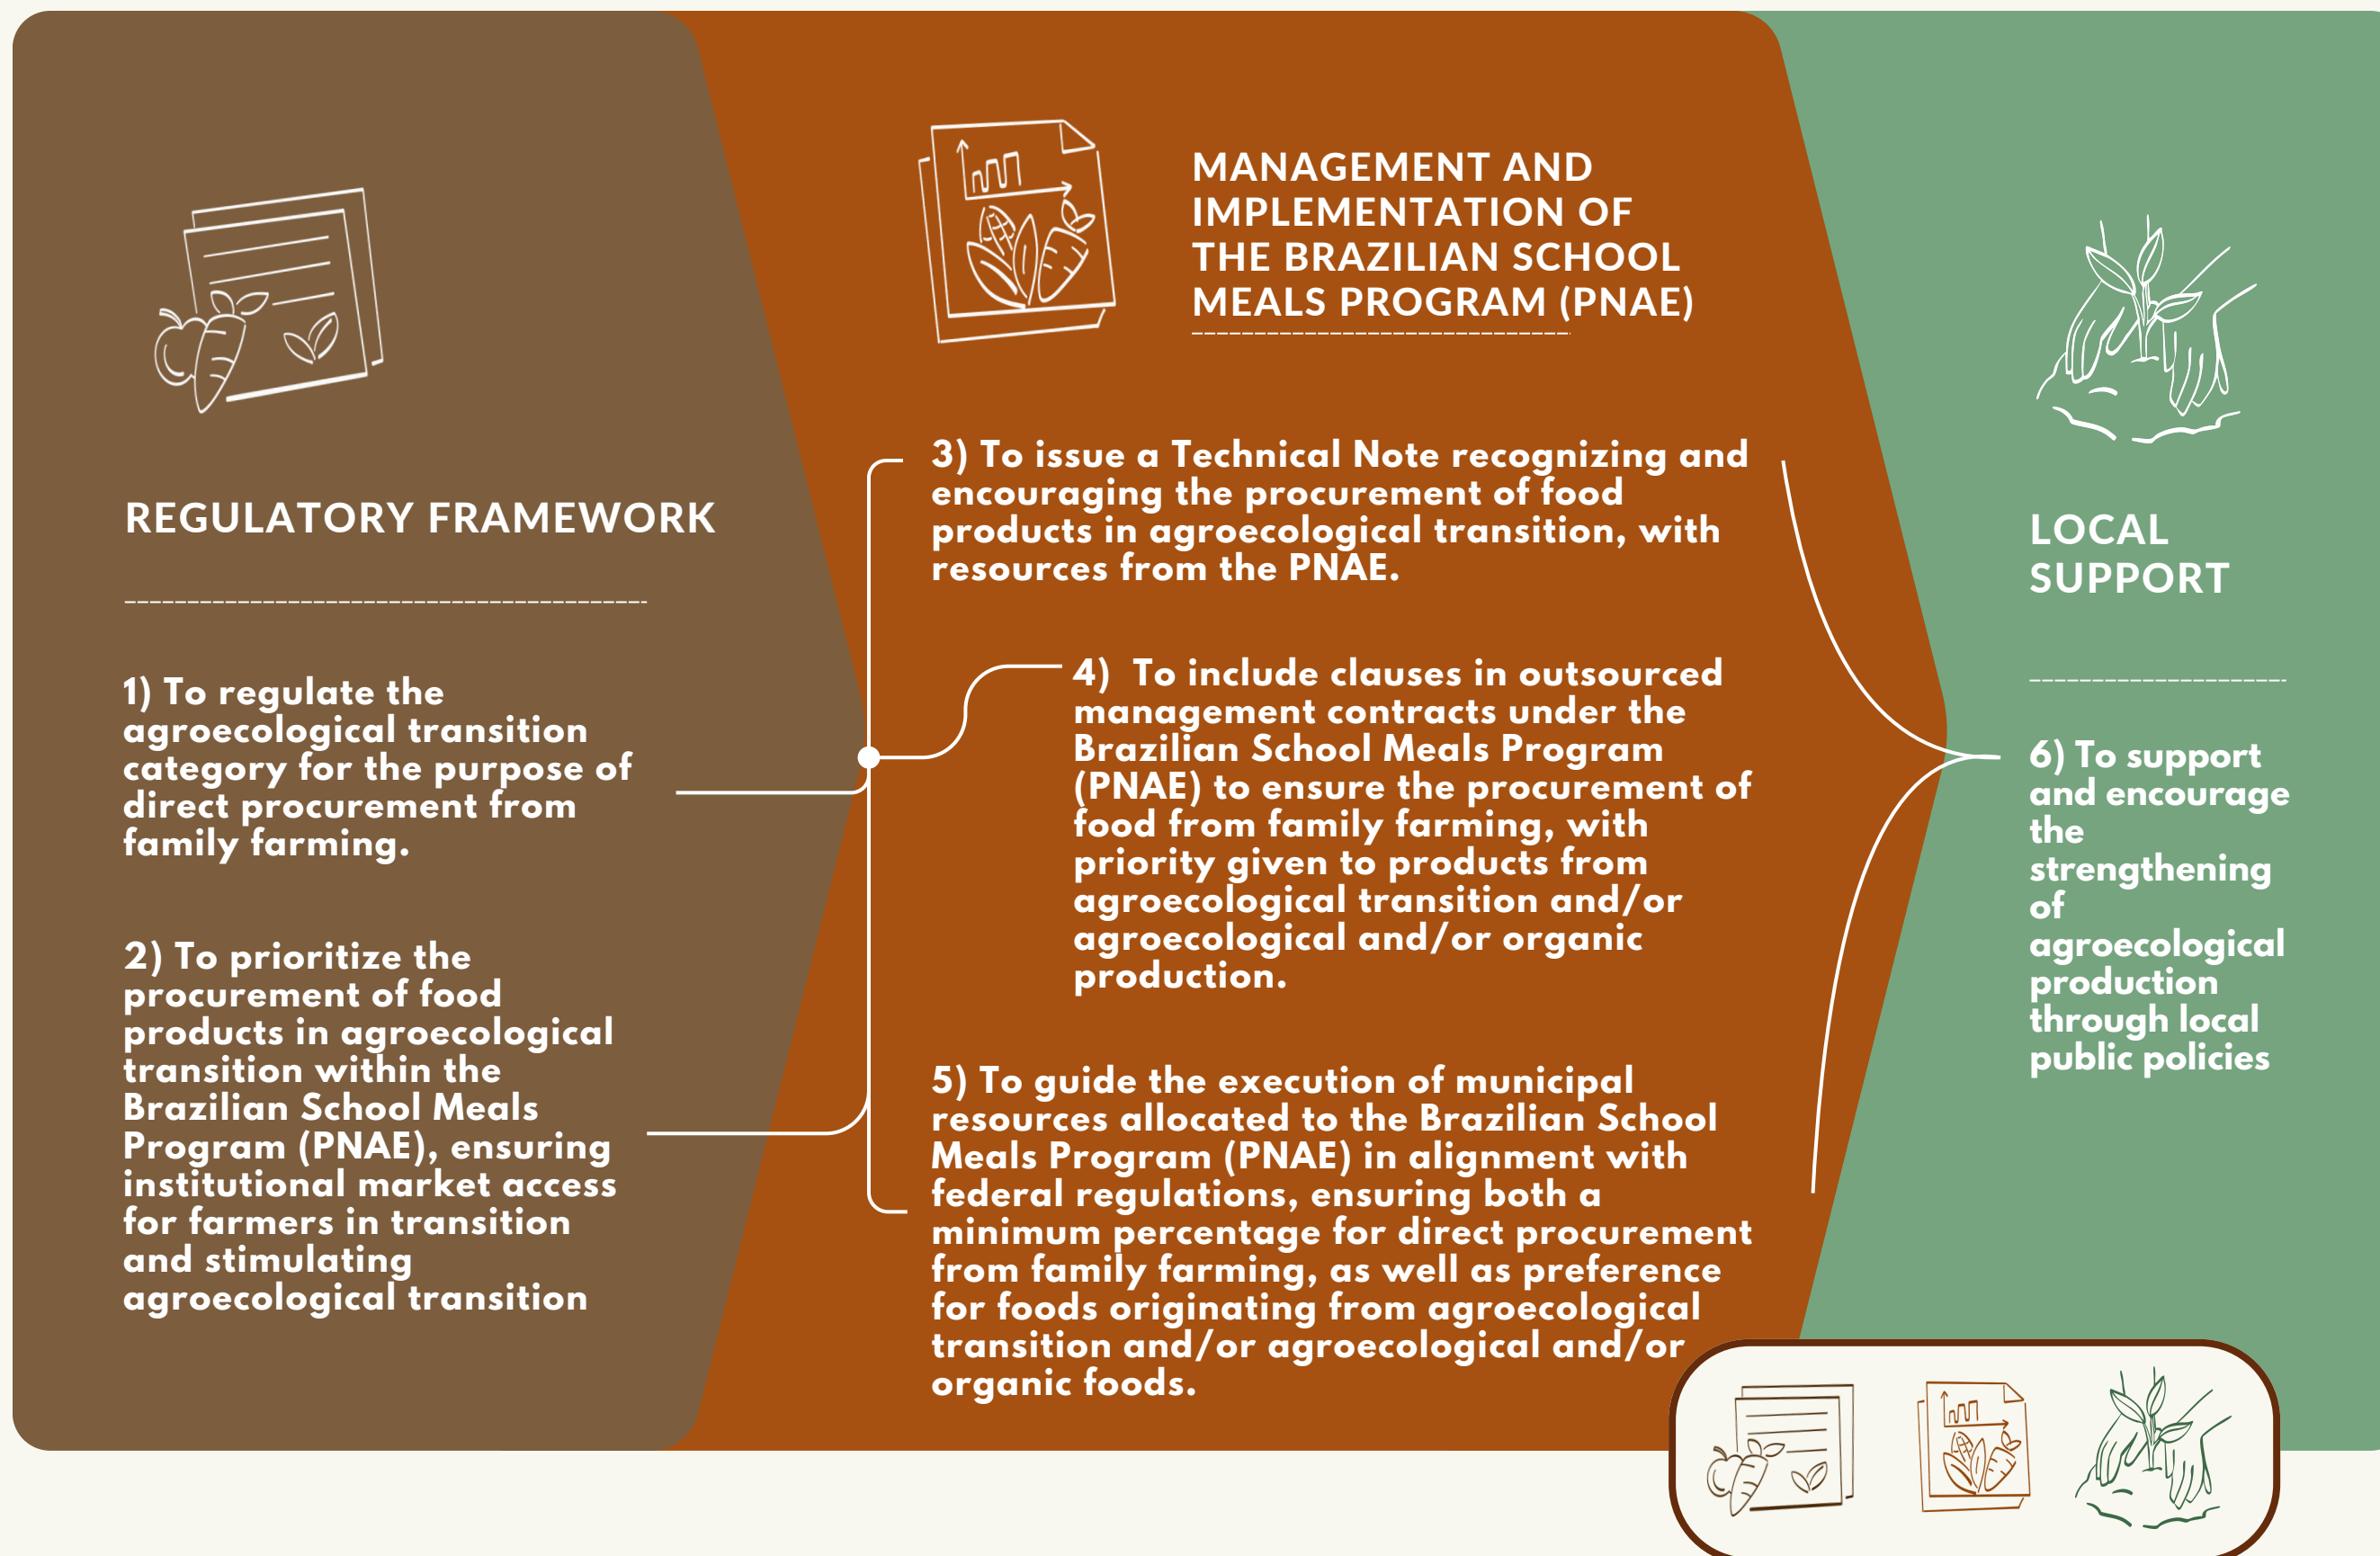 REGULATORY FRAMEWORK
1) To regulate the
agroecological transition
category for the purpose of
direct procurement from
family farming.
2) To prioritize the
procurement of food
products in agroecological
transition within the
Brazilian School Meals
Program (PNAE), ensuring
institutional market access
for farmers in transition
and stimulating
agroecological transition
MANAGEMENT AND
IMPLEMENTATION OF
THE BRAZILIAN SCHOOL
MEALS PROGRAM (PNAE)
3) To issue a Technical Note recognizing and
encouraging the procurement of food
products in agroecological transition, with
resources from the PNAE.
4)  To include clauses in outsourced
management contracts under the
Brazilian School Meals Program
(PNAE) to ensure the procurement of
food from family farming, with
priority given to products from
agroecological transition and/or
agroecological and/or organic
production.
5) To guide the execution of municipal
resources allocated to the Brazilian School
Meals Program (PNAE) in alignment with
federal regulations, ensuring both a
minimum percentage for direct procurement
from family farming, as well as preference
for foods originating from agroecological
transition and/or agroecological and/or
organic foods.
LOCAL
SUPPORT
6) To support
and encourage
the
strengthening
of
agroecological
production
through local
public policies